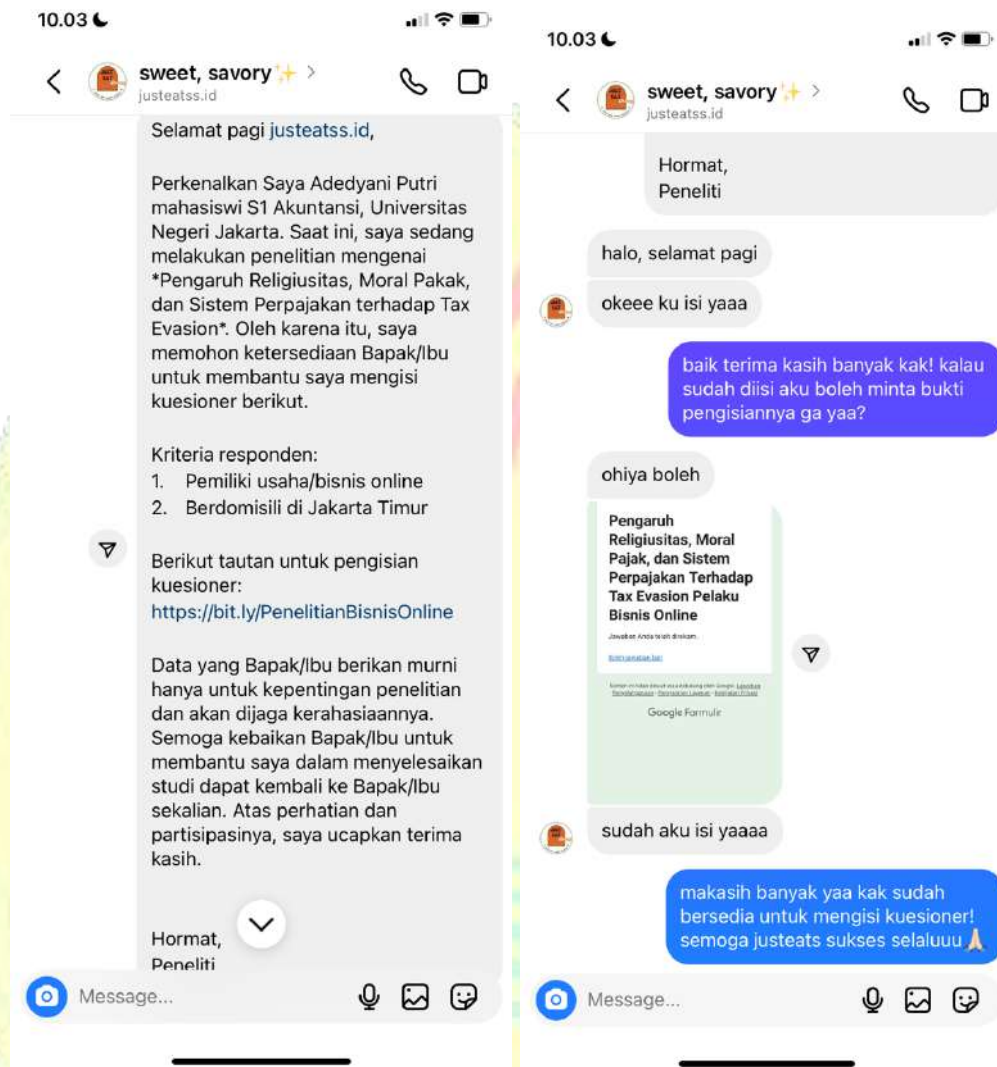 10.03
sweet, savory✨ >
justeatss.id
Selamat pagi justeatss.id,
Perkenalkan Saya Adedyani Putri
mahasiswi S1 Akuntansi, Universitas
Negeri Jakarta. Saat ini, saya sedang
melakukan penelitian mengenai
*Pengaruh Religiusitas, Moral Pakak,
dan Sistem Perpajakan terhadap Tax
Evasion*. Oleh karena itu, saya
memohon ketersediaan Bapak/Ibu
untuk membantu saya mengisi
kuesioner berikut.
Kriteria responden:
1. Pemiliki usaha/bisnis online
2. Berdomisili di Jakarta Timur
Berikut tautan untuk pengisian
kuesioner:
https://bit.ly/PenelitianBisnisOnline
Data yang Bapak/Ibu berikan murni
hanya untuk kepentingan penelitian
dan akan dijaga kerahasiaannya.
Semoga kebaikan Bapak/Ibu untuk
membantu saya dalam menyelesaikan
studi dapat kembali ke Bapak/Ibu
sekalian. Atas perhatian dan
partisipasinya, saya ucapkan terima
kasih.
Hormat,
Peneliti
Message...
10.03
sweet, savory✨ >
justeatss.id
Hormat,
Peneliti
halo, selamat pagi
okeee ku isi yaaa
baik terima kasih banyak kak! kalau
sudah diisi aku boleh minta bukti
pengisiannya ga yaa?
ohiya boleh
Pengaruh
Religiusitas, Moral
Pajak, dan Sistem
Perpajakan Terhadap
Tax Evasion Pelaku
Bisnis Online
Jawaban Anda telah direkam.
Google Formulir
sudah aku isi yaaaa
makasih banyak yaa kak sudah
bersedia untuk mengisi kuesioner!
semoga justeats sukses selaluuu🙏🏻
Message...